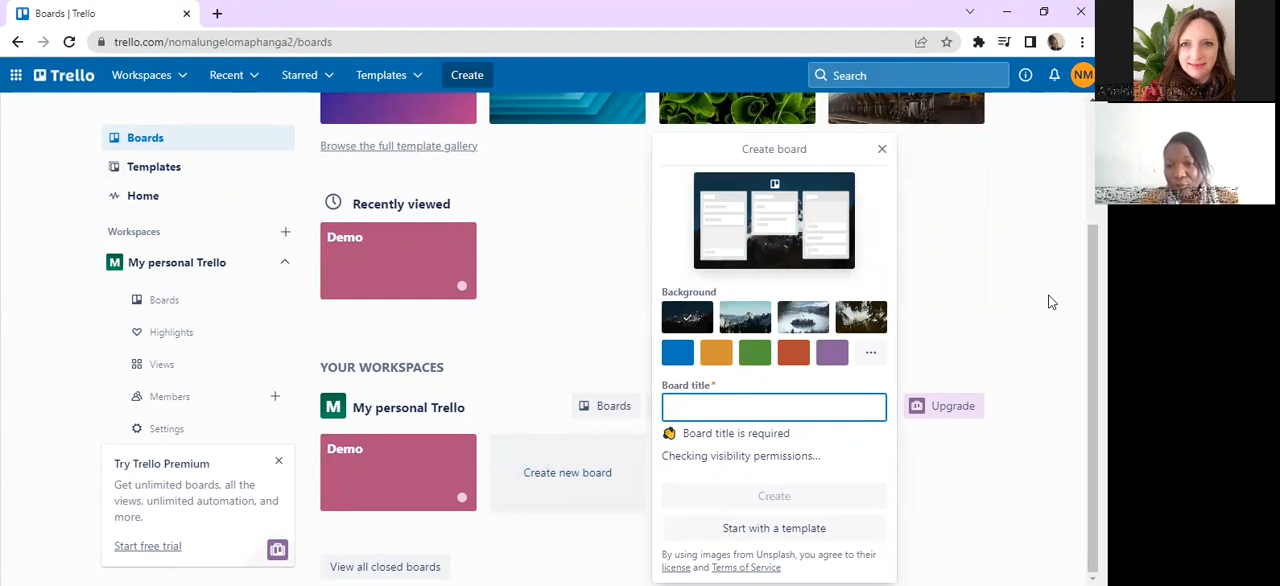 Boards | Trello
trello.com/nomalungelomaphanga2/boards
Trello Workspaces Recent Starred Templates Create Search NM
Boards
Templates
Home
Workspaces
M My personal Trello
Boards
Highlights
Views
Members
Settings
Try Trello Premium
Get unlimited boards, all the
views, unlimited automation, and
more.
Start free trial
Browse the full template gallery
Recently viewed
Demo
YOUR WORKSPACES
M My personal Trello Boards Upgrade
Demo
Create new board
View all closed boards
Create board
Background
Board title*
Board title is required
Checking visibility permissions...
Create
Start with a template
By using images from Unsplash, you agree to their
license and Terms of Service